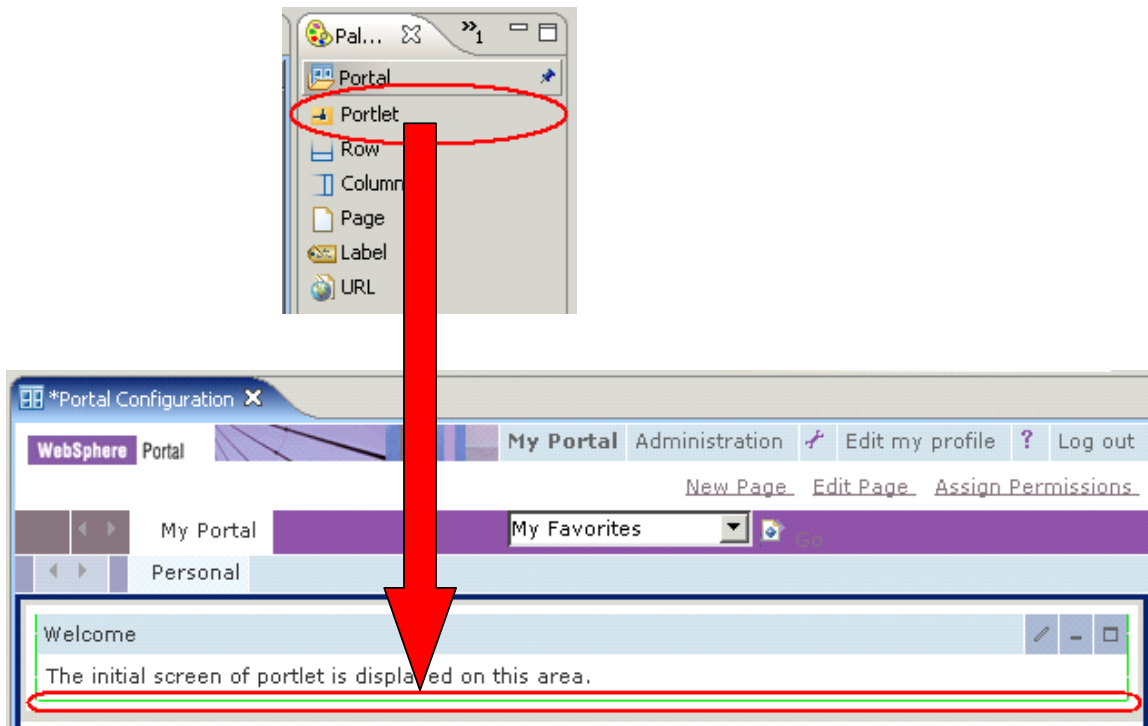 Pal... »1
Portal
Portlet
Row
Column
Page
Label
URL
*Portal Configuration
WebSphere Portal My Portal Administration Edit my profile ? Log out
New Page Edit Page Assign Permissions
My Portal My Favorites Go
Personal
Welcome
The initial screen of portlet is displayed on this area.